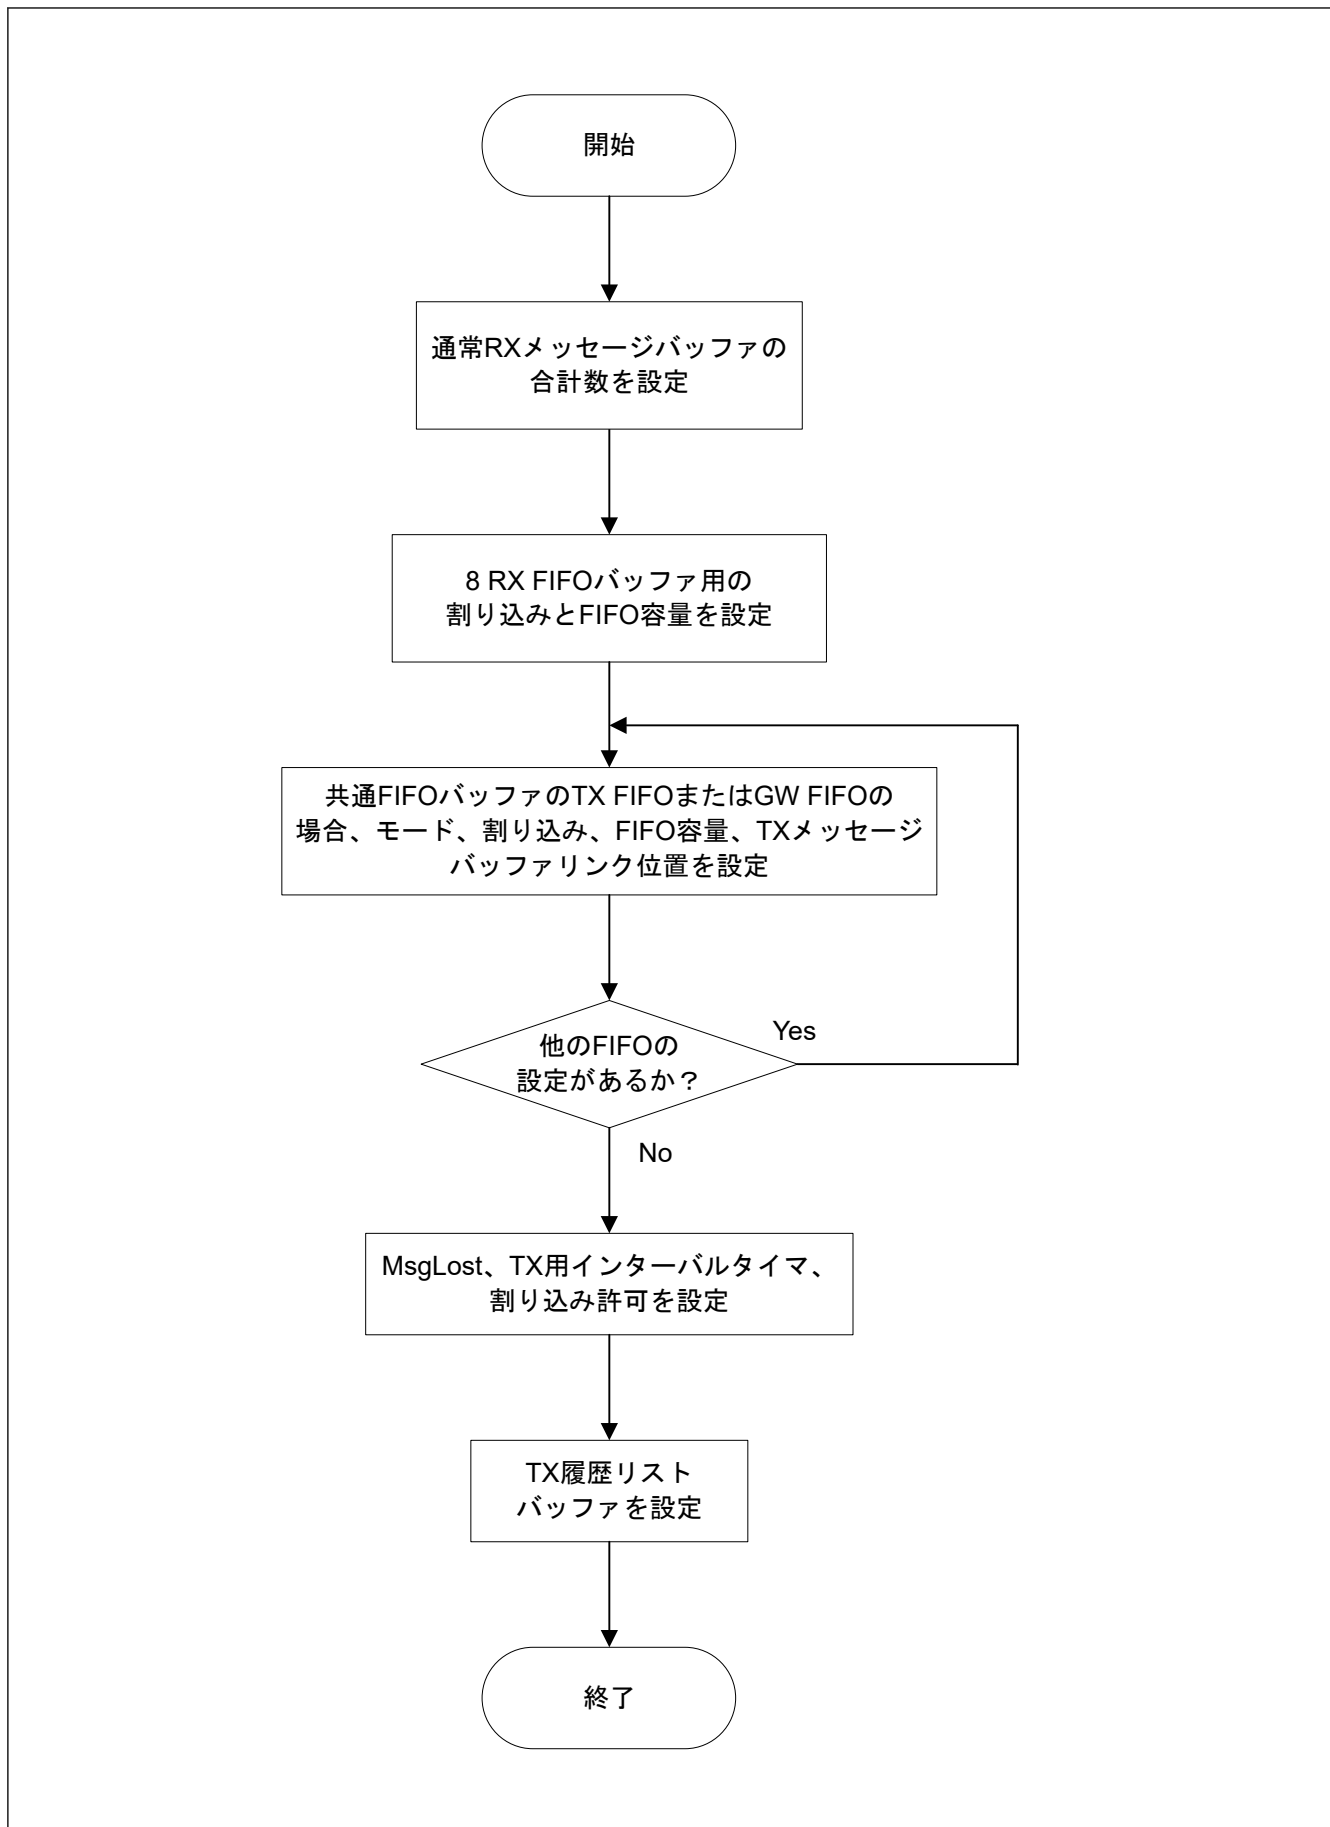 開始
通常RXメッセージバッファの
合計数を設定
8 RX FIFOバッファ用の
割り込みとFIFO容量を設定
共通FIFOバッファのTX FIFOまたはGW FIFOの
場合、モード、割り込み、FIFO容量、TXメッセージ
バッファリンク位置を設定
他のFIFOの
設定があるか？
Yes
No
MsgLost、TX用インターバルタイマ、
割り込み許可を設定
TX履歴リスト
バッファを設定
終了